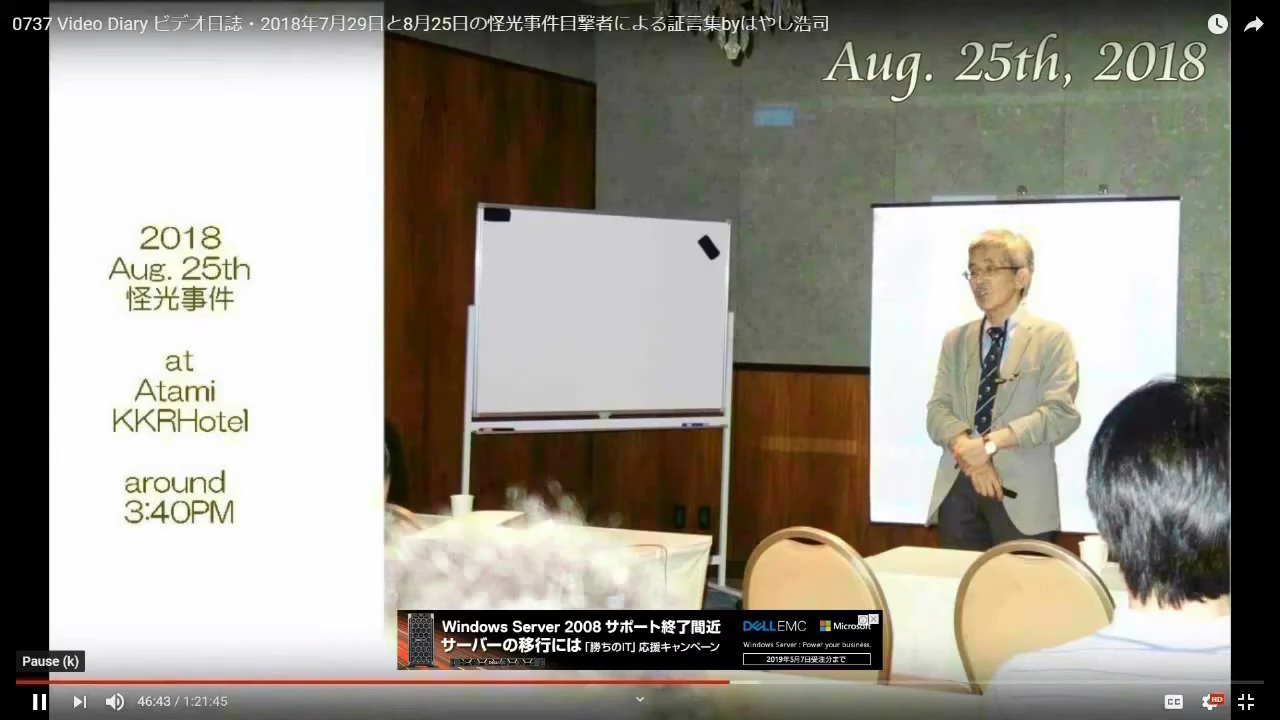 0737 Video Diary ビデオ日誌・2018年7月29日と8月25日の怪光事件目撃者による証言集byはやし浩司
Aug. 25th, 2018
2018
Aug. 25th
怪光事件
at
Atami
KKRHotel
around
3:40PM
Windows Server 2008 サポート終了間近
サーバーの移行には「勝ちのIT」応援キャンペーン
DELLEMC
Microsoft
Windows Server : Power your business.
2019年5月7日受注分まで
Pause (k)
46:43 / 1:21:45
CC
HD